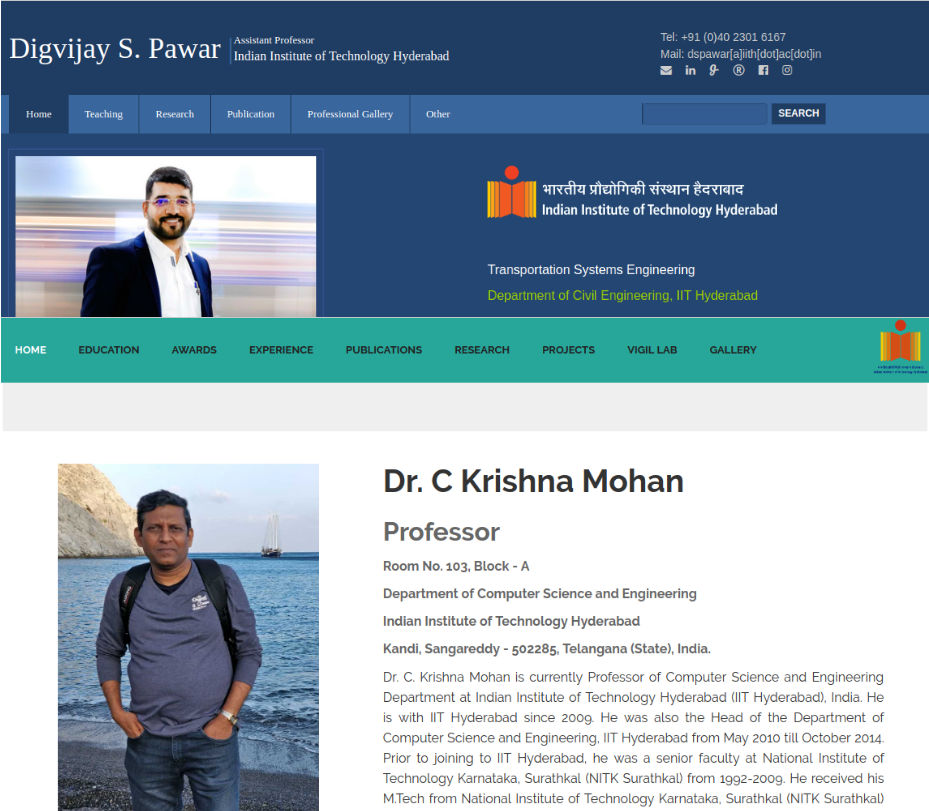 Digvijay S. Pawar
Assistant Professor
Indian Institute of Technology Hyderabad
Tel: +91 (0)40 2301 6167
Mail: dspawar[a]iith[dot]ac[dot]in
Home Teaching Research Publication Professional Gallery Other
SEARCH
भारतीय प्रौद्योगिकी संस्थान हैदराबाद
Indian Institute of Technology Hyderabad
Transportation Systems Engineering
Department of Civil Engineering, IIT Hyderabad
HOME EDUCATION AWARDS EXPERIENCE PUBLICATIONS RESEARCH PROJECTS VIGIL LAB GALLERY
Dr. C Krishna Mohan
Professor
Room No. 103, Block - A
Department of Computer Science and Engineering
Indian Institute of Technology Hyderabad
Kandi, Sangareddy - 502285, Telangana (State), India.
Dr. C. Krishna Mohan is currently Professor of Computer Science and Engineering
Department at Indian Institute of Technology Hyderabad (IIT Hyderabad), India. He
is with IIT Hyderabad since 2009. He was also the Head of the Department of
Computer Science and Engineering, IIT Hyderabad from May 2010 till October 2014.
Prior to joining to IIT Hyderabad, he was a senior faculty at National Institute of
Technology Karnataka, Surathkal (NITK Surathkal) from 1992-2009. He received his
M.Tech from National Institute of Technology Karnataka, Surathkal (NITK Surathkal)